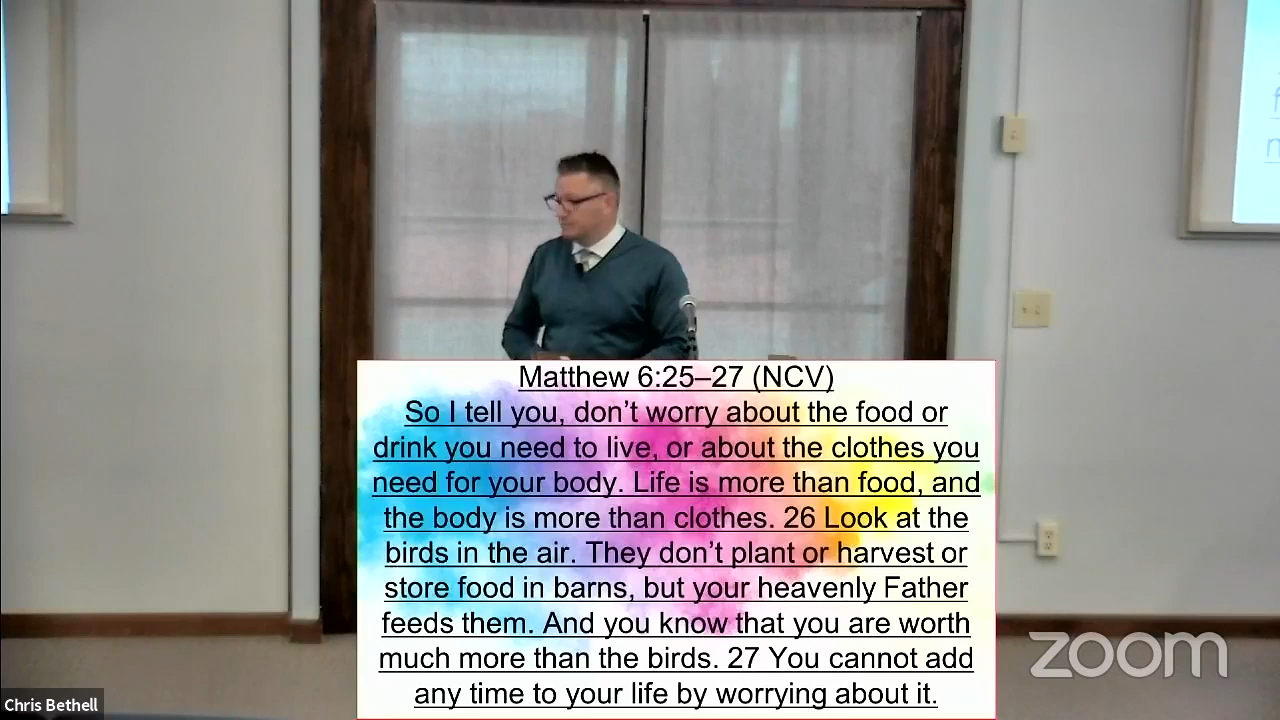 Matthew 6:25–27 (NCV)
So I tell you, don’t worry about the food or
drink you need to live, or about the clothes you
need for your body. Life is more than food, and
the body is more than clothes. 26 Look at the
birds in the air. They don’t plant or harvest or
store food in barns, but your heavenly Father
feeds them. And you know that you are worth
much more than the birds. 27 You cannot add
any time to your life by worrying about it.
zoom
Chris Bethell